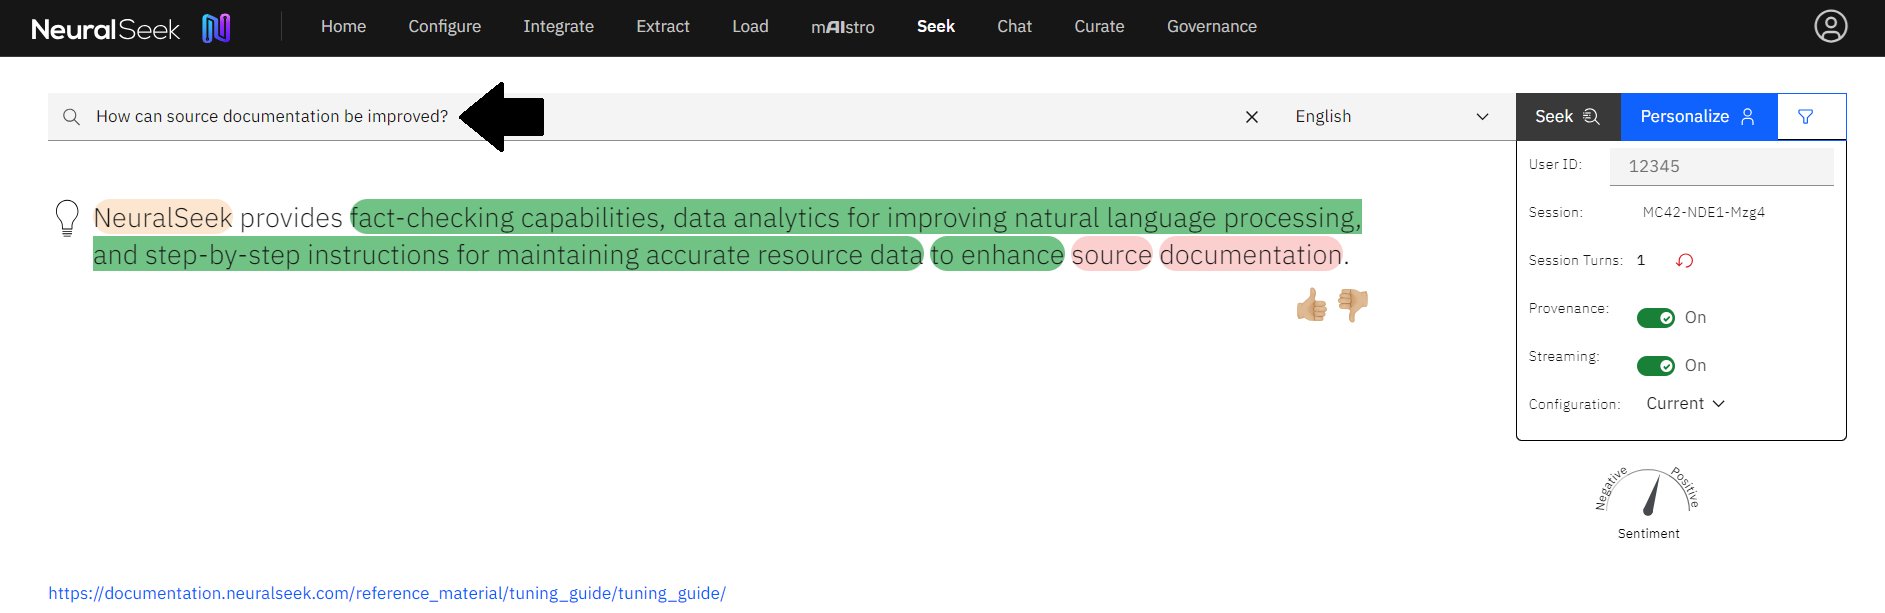 NeuralSeek
Home Configure Integrate Extract Load mAIstro Seek Chat Curate Governance
How can source documentation be improved?
English
Seek
Personalize
NeuralSeek provides fact-checking capabilities, data analytics for improving natural language processing,
and step-by-step instructions for maintaining accurate resource data to enhance source documentation.
User ID: 12345
Session: MC42-NDE1-Mzg4
Session Turns: 1
Provenance: On
Streaming: On
Configuration: Current
Negative Positive
Sentiment
https://documentation.neuralseek.com/reference_material/tuning_guide/tuning_guide/